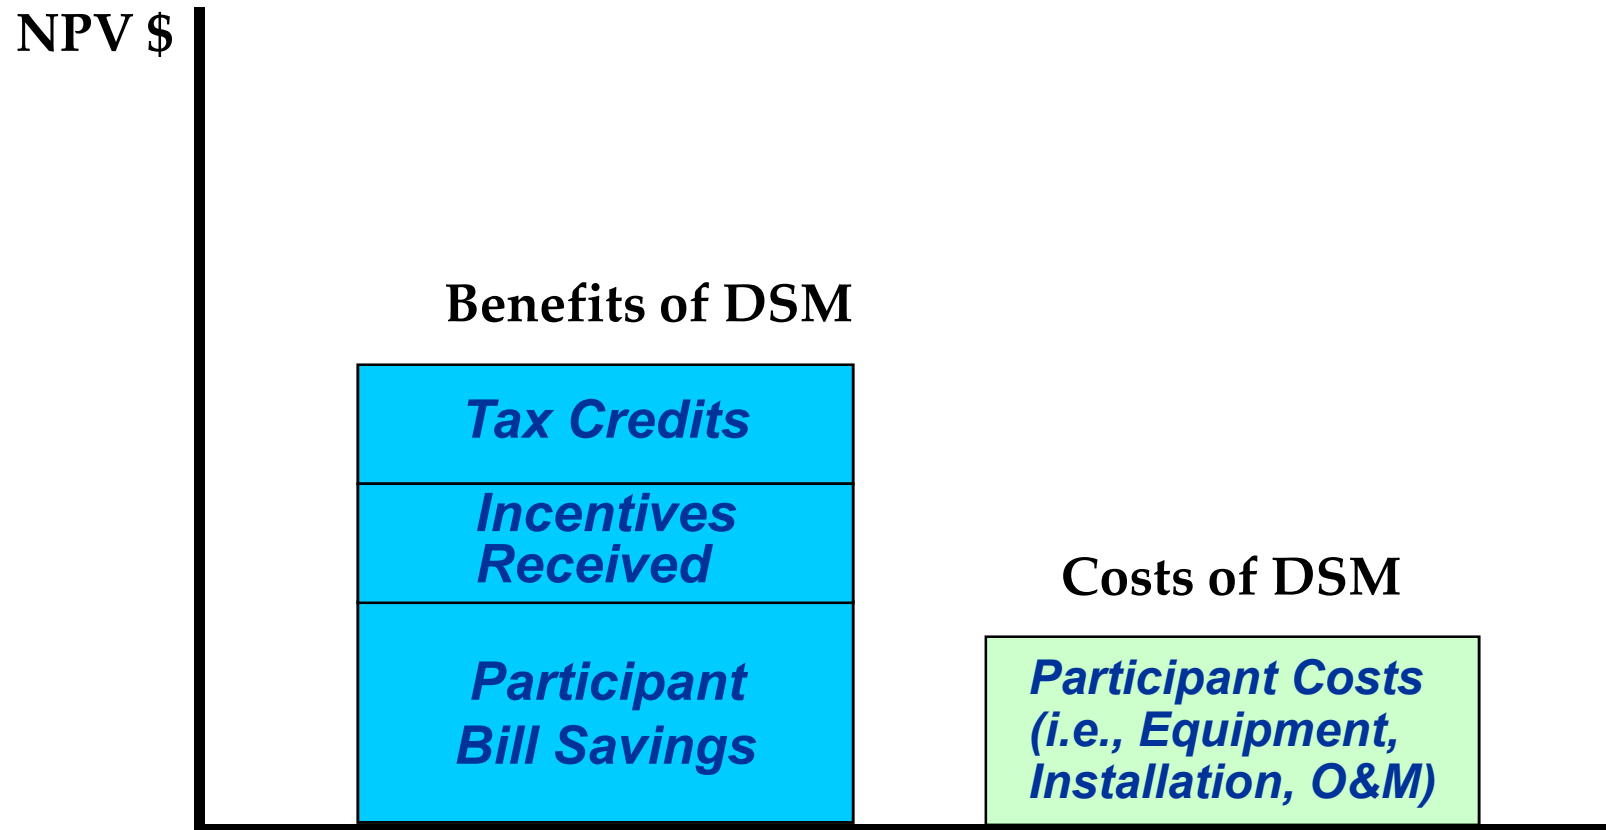 NPV $
Benefits of DSM
Tax Credits
Incentives
Received
Participant
Bill Savings
Costs of DSM
Participant Costs
(i.e., Equipment,
Installation, O&M)